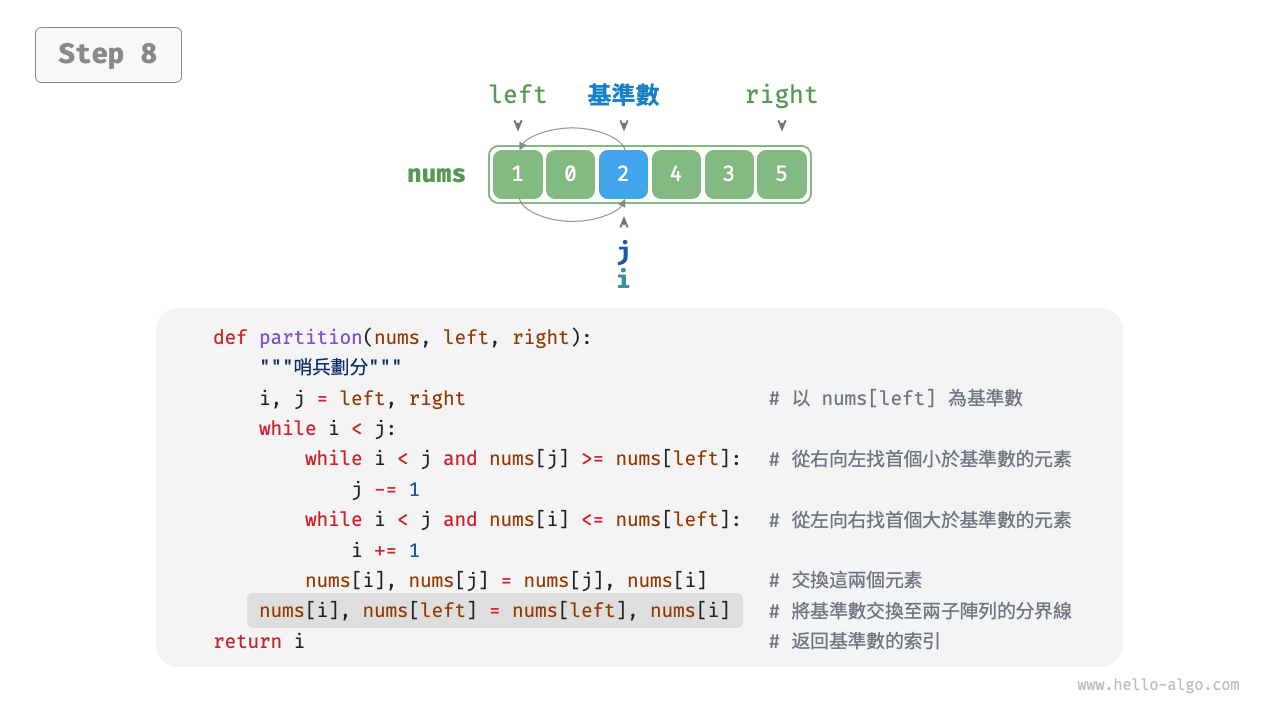 Step 8
left 基準數 right
nums 1 0 2 4 3 5
j
i
def partition(nums, left, right):
"""哨兵劃分"""
i, j = left, right # 以 nums[left] 為基準數
while i < j:
while i < j and nums[j] >= nums[left]: # 從右向左找首個小於基準數的元素
j -= 1
while i < j and nums[i] <= nums[left]: # 從左向右找首個大於基準數的元素
i += 1
nums[i], nums[j] = nums[j], nums[i] # 交換這兩個元素
nums[i], nums[left] = nums[left], nums[i] # 將基準數交換至兩子陣列的分界線
return i # 返回基準數的索引
www.hello-algo.com